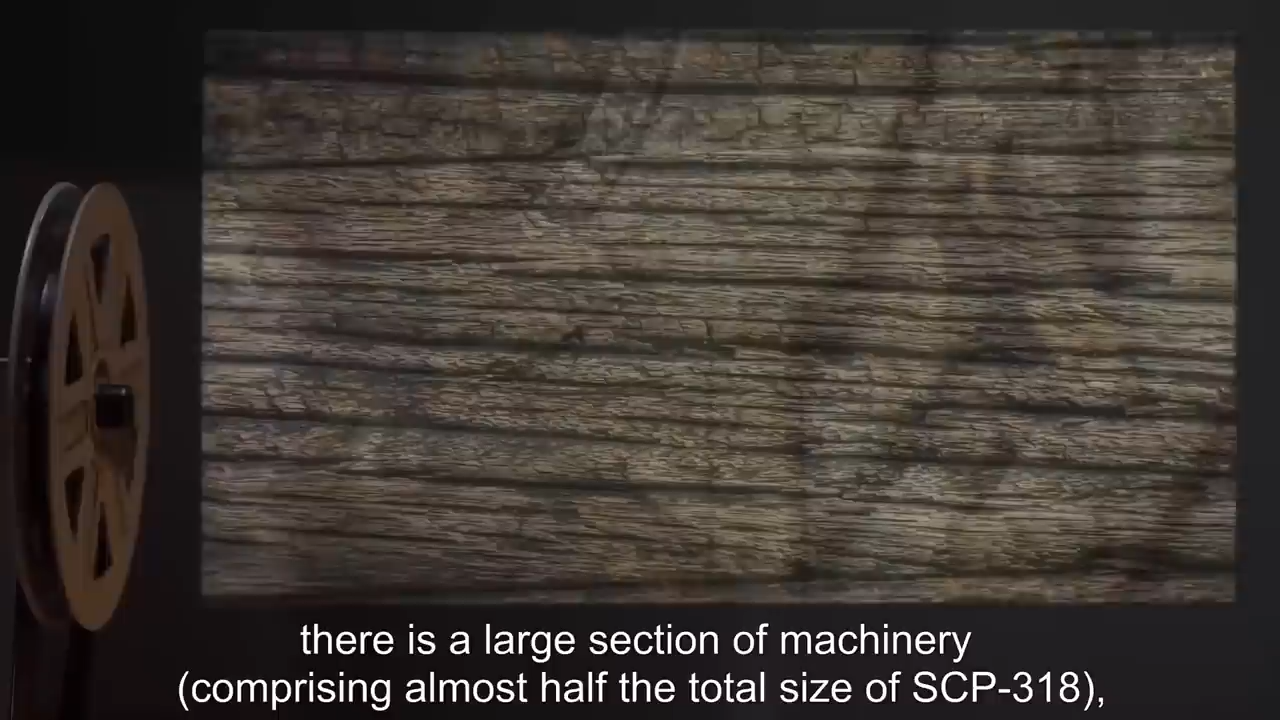 there is a large section of machinery
(comprising almost half the total size of SCP-318),